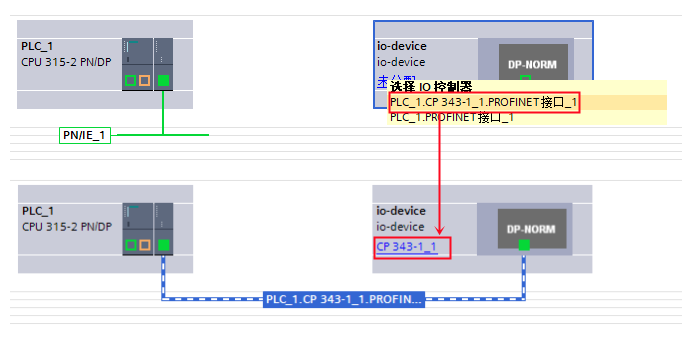 PLC_1
CPU 315-2 PN/DP
io-device
io-device
DP-NORM
未分配
选择 IO 控制器
PLC_1.CP 343-1_1.PROFINET接口_1
PLC_1.PROFINET接口_1
PN/IE_1
PLC_1
CPU 315-2 PN/DP
io-device
io-device
DP-NORM
CP 343-1_1
PLC_1.CP 343-1_1.PROFIN...